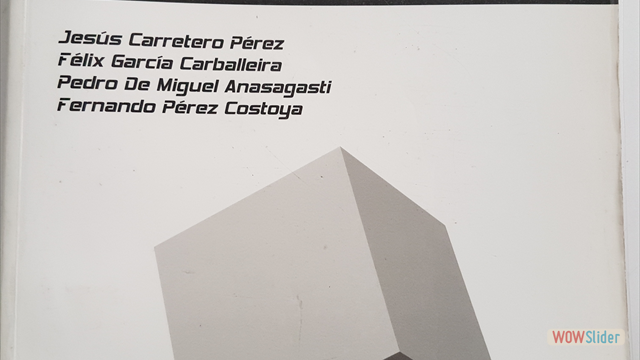 Jesús Carretero Pérez
Félix García Carballeira
Pedro De Miguel Anasagasti
Fernando Pérez Costoya
WOWSlider